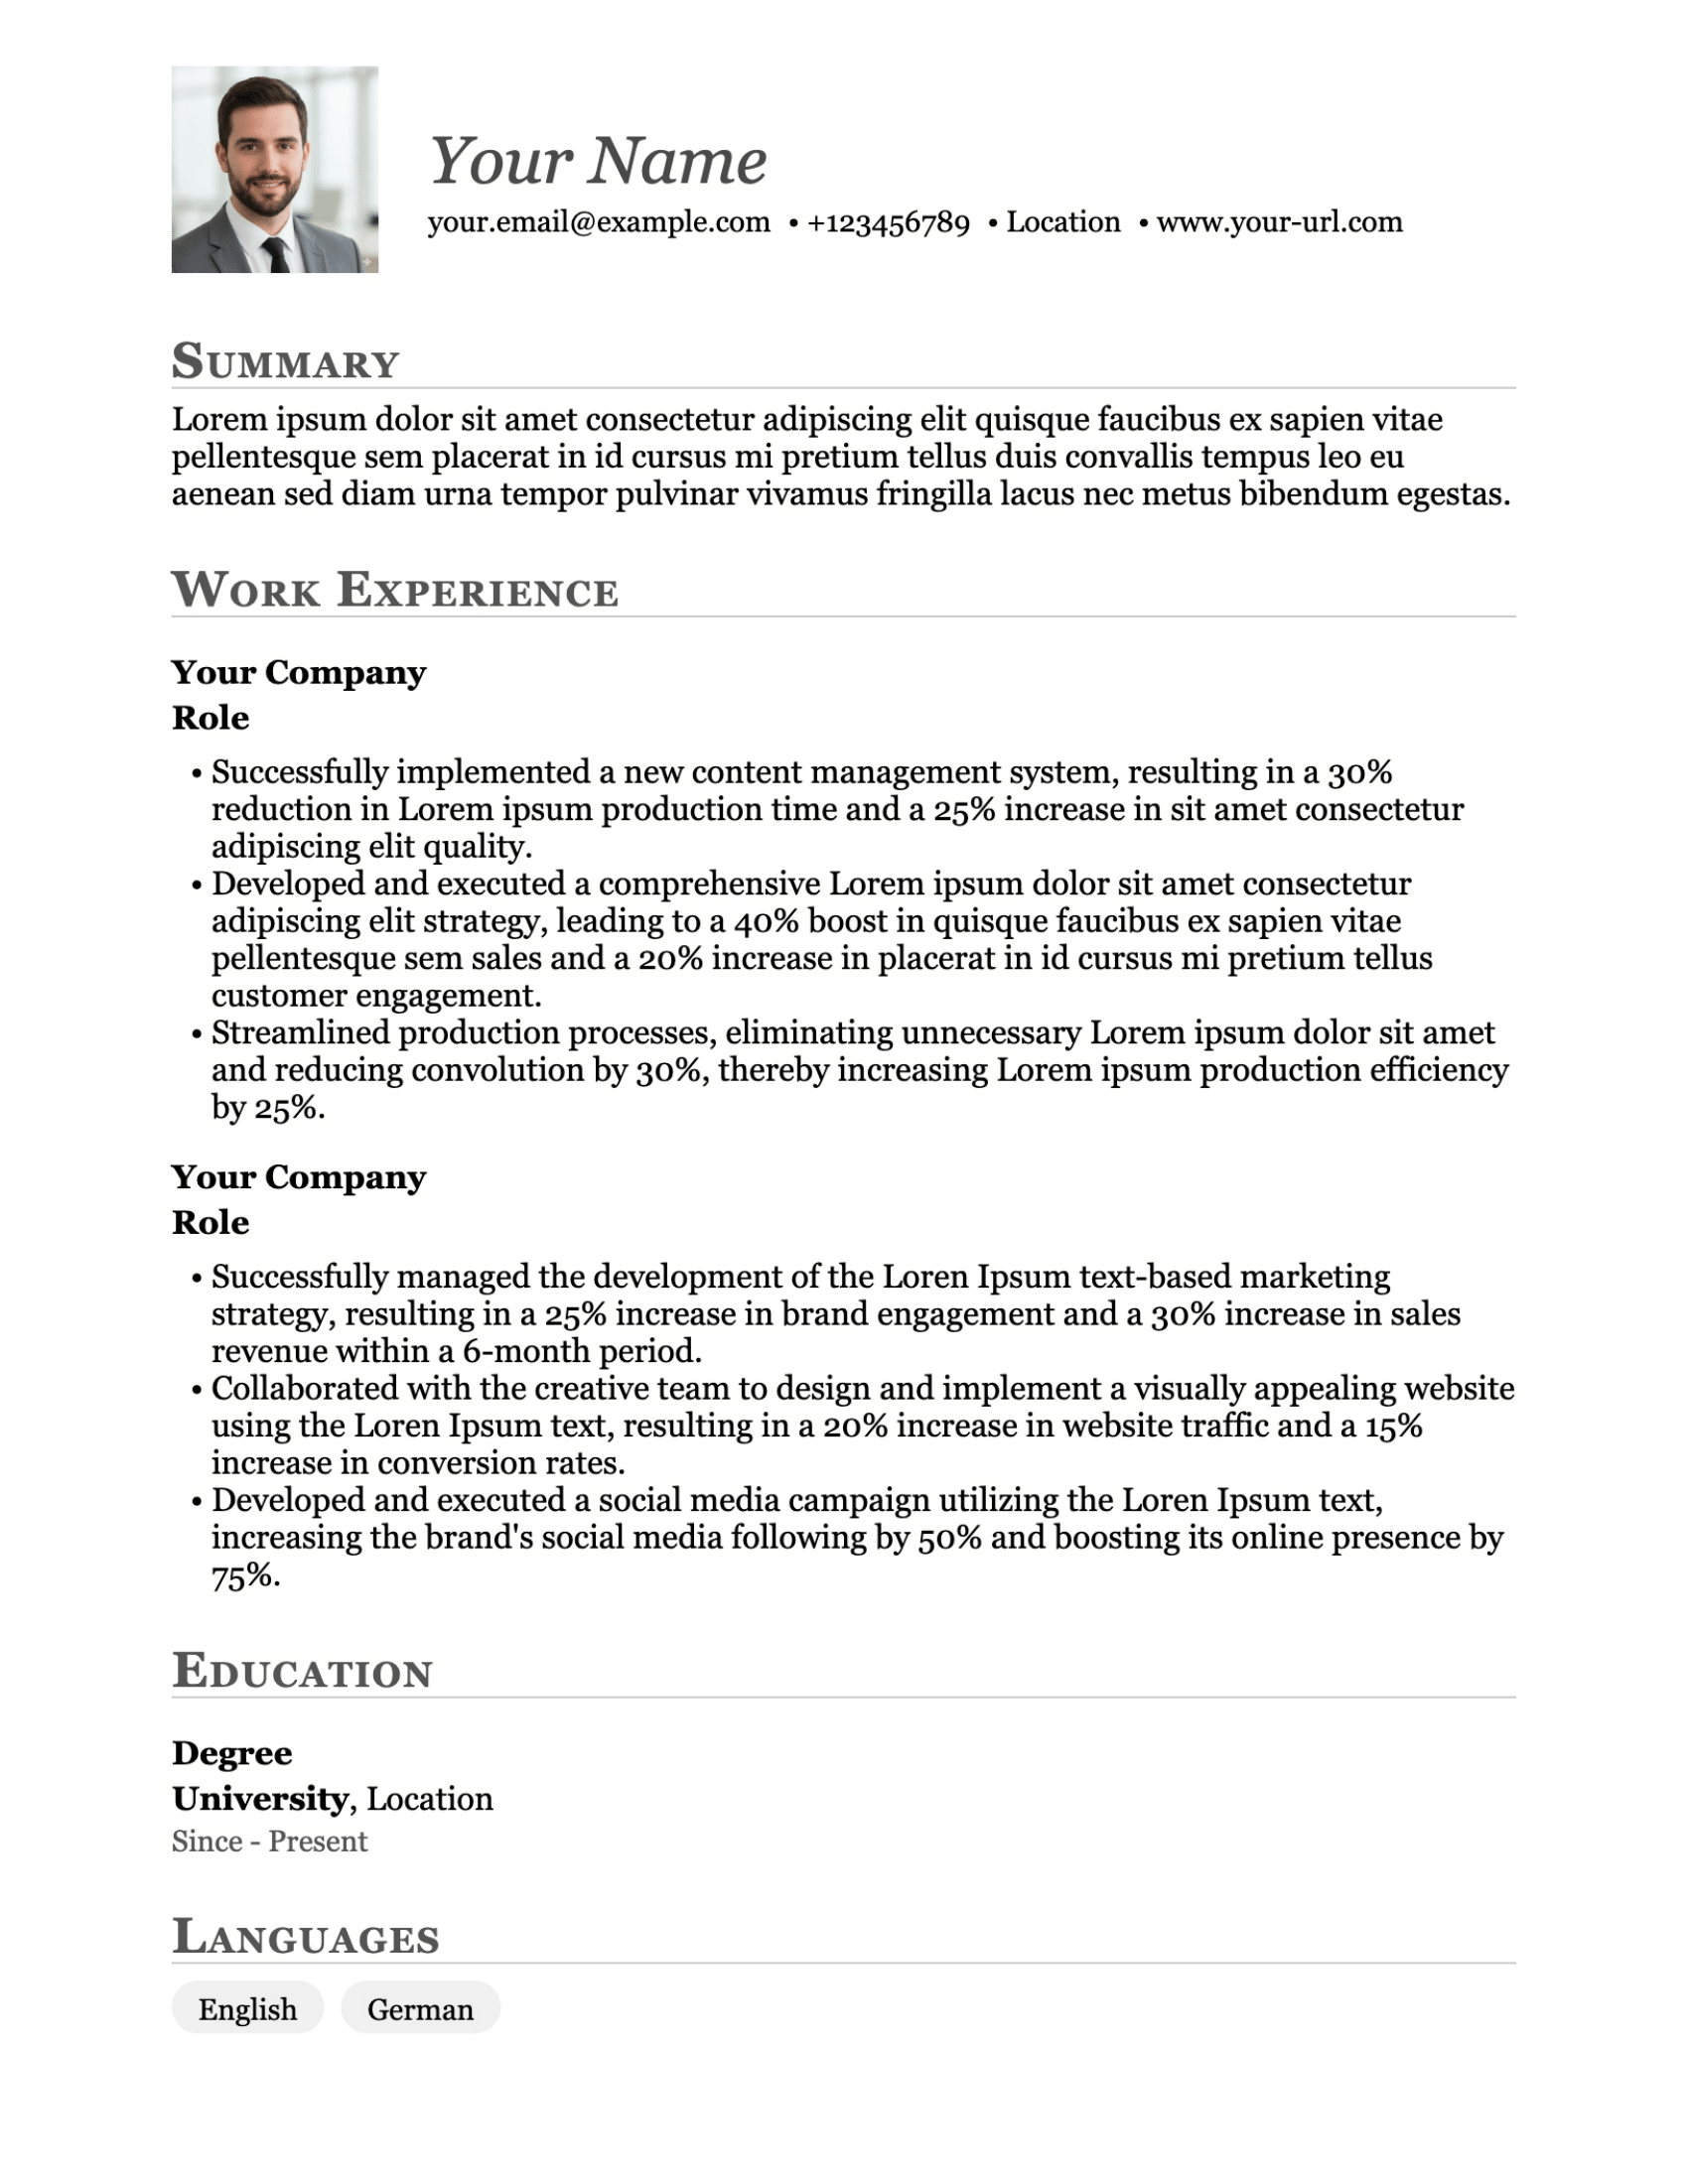 Your Name
your.email@example.com • +123456789 • Location • www.your-url.com
Summary
Lorem ipsum dolor sit amet consectetur adipiscing elit quisque faucibus ex sapien vitae
pellentesque sem placerat in id cursus mi pretium tellus duis convallis tempus leo eu
aenean sed diam urna tempor pulvinar vivamus fringilla lacus nec metus bibendum egestas.
Work Experience
Your Company
Role
• Successfully implemented a new content management system, resulting in a 30%
reduction in Lorem ipsum production time and a 25% increase in sit amet consectetur
adipiscing elit quality.
• Developed and executed a comprehensive Lorem ipsum dolor sit amet consectetur
adipiscing elit strategy, leading to a 40% boost in quisque faucibus ex sapien vitae
pellentesque sem sales and a 20% increase in placerat in id cursus mi pretium tellus
customer engagement.
• Streamlined production processes, eliminating unnecessary Lorem ipsum dolor sit amet
and reducing convolution by 30%, thereby increasing Lorem ipsum production efficiency
by 25%.
Your Company
Role
• Successfully managed the development of the Loren Ipsum text-based marketing
strategy, resulting in a 25% increase in brand engagement and a 30% increase in sales
revenue within a 6-month period.
• Collaborated with the creative team to design and implement a visually appealing website
using the Loren Ipsum text, resulting in a 20% increase in website traffic and a 15%
increase in conversion rates.
• Developed and executed a social media campaign utilizing the Loren Ipsum text,
increasing the brand's social media following by 50% and boosting its online presence by
75%.
Education
Degree
University, Location
Since - Present
Languages
English German